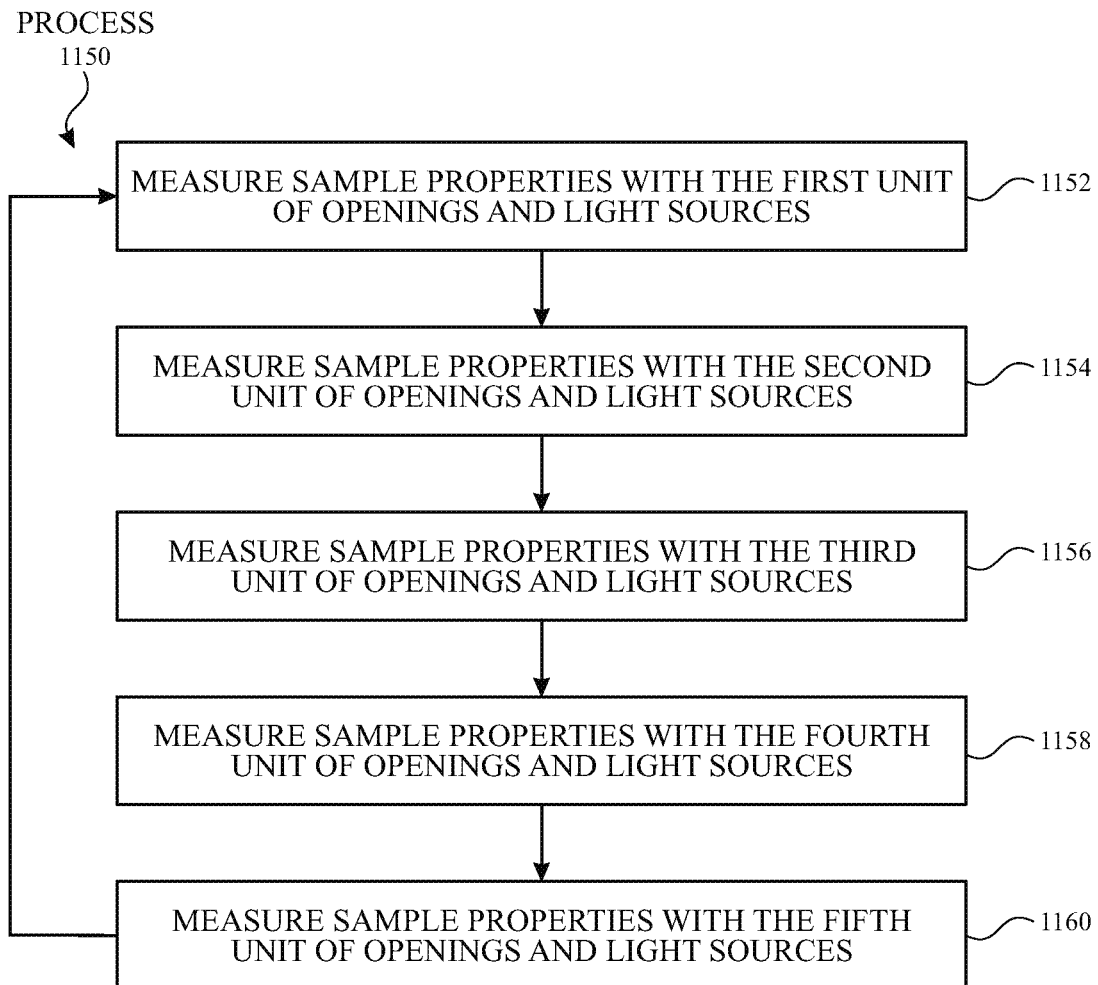 PROCESS
1150
MEASURE SAMPLE PROPERTIES WITH THE FIRST UNIT
OF OPENINGS AND LIGHT SOURCES
1152
MEASURE SAMPLE PROPERTIES WITH THE SECOND
UNIT OF OPENINGS AND LIGHT SOURCES
1154
MEASURE SAMPLE PROPERTIES WITH THE THIRD
UNIT OF OPENINGS AND LIGHT SOURCES
1156
MEASURE SAMPLE PROPERTIES WITH THE FOURTH
UNIT OF OPENINGS AND LIGHT SOURCES
1158
MEASURE SAMPLE PROPERTIES WITH THE FIFTH
UNIT OF OPENINGS AND LIGHT SOURCES
1160